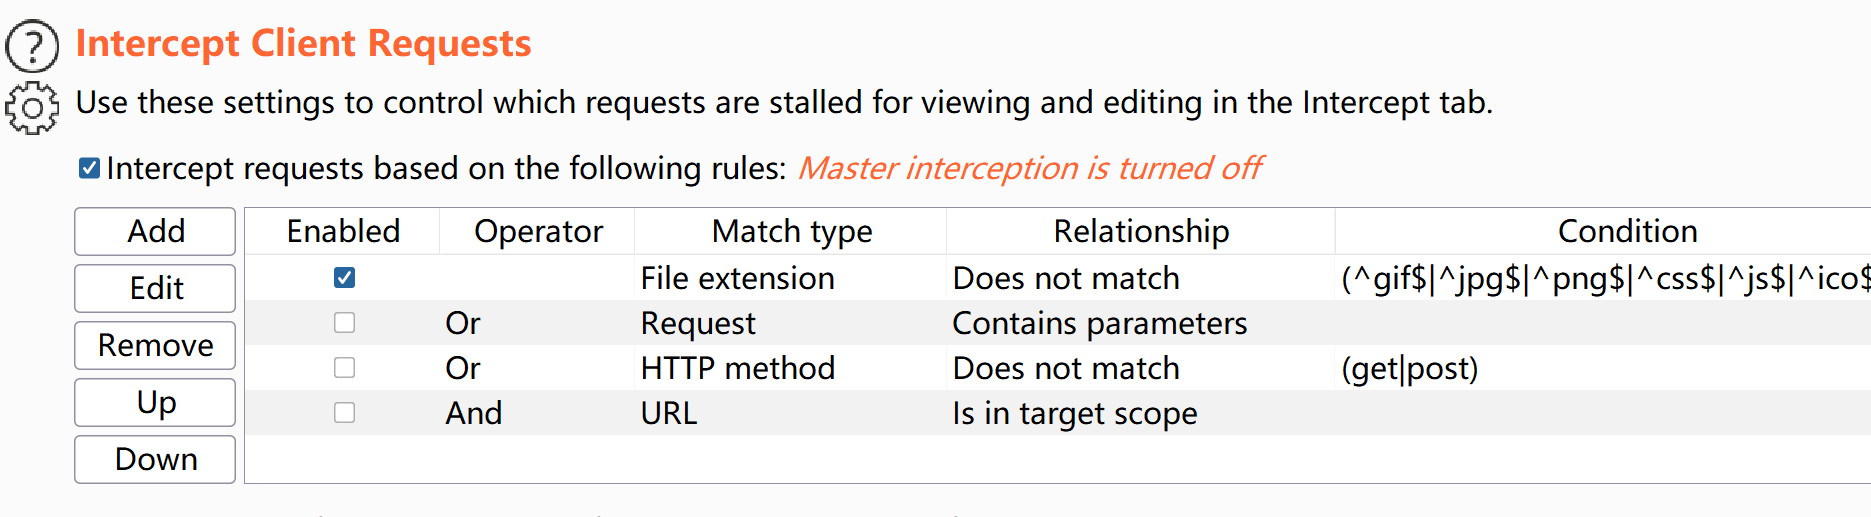 Intercept Client Requests
Use these settings to control which requests are stalled for viewing and editing in the Intercept tab.
Intercept requests based on the following rules: Master interception is turned off
Add
Edit
Remove
Up
Down
Enabled Operator Match type Relationship Condition
File extension Does not match (^gif$|^jpg$|^png$|^css$|^js$|^ico$
Or Request Contains parameters
Or HTTP method Does not match (get|post)
And URL Is in target scope